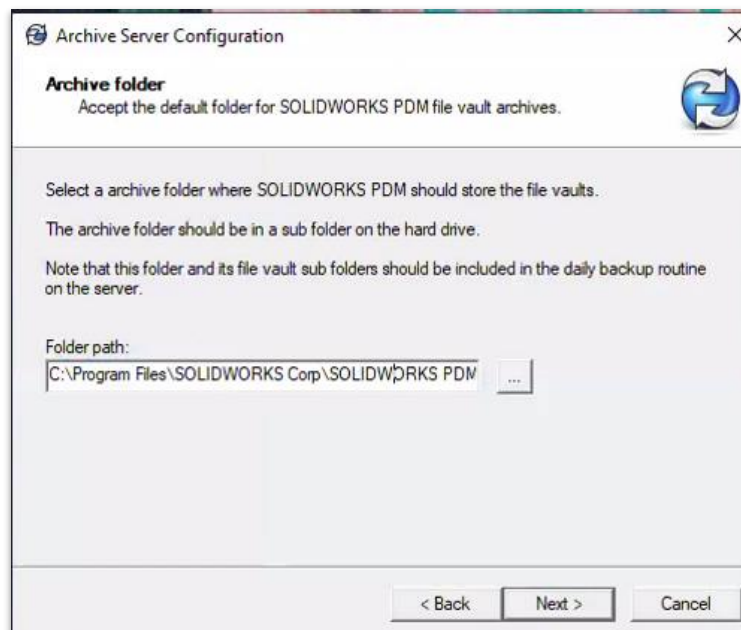 Archive Server Configuration
Archive folder
Accept the default folder for SOLIDWORKS PDM file vault archives.
Select a archive folder where SOLIDWORKS PDM should store the file vaults.
The archive folder should be in a sub folder on the hard drive.
Note that this folder and its file vault sub folders should be included in the daily backup routine
on the server.
Folder path:
C:\Program Files\SOLIDWORKS Corp\SOLIDWORKS PDM
...
< Back
Next >
Cancel